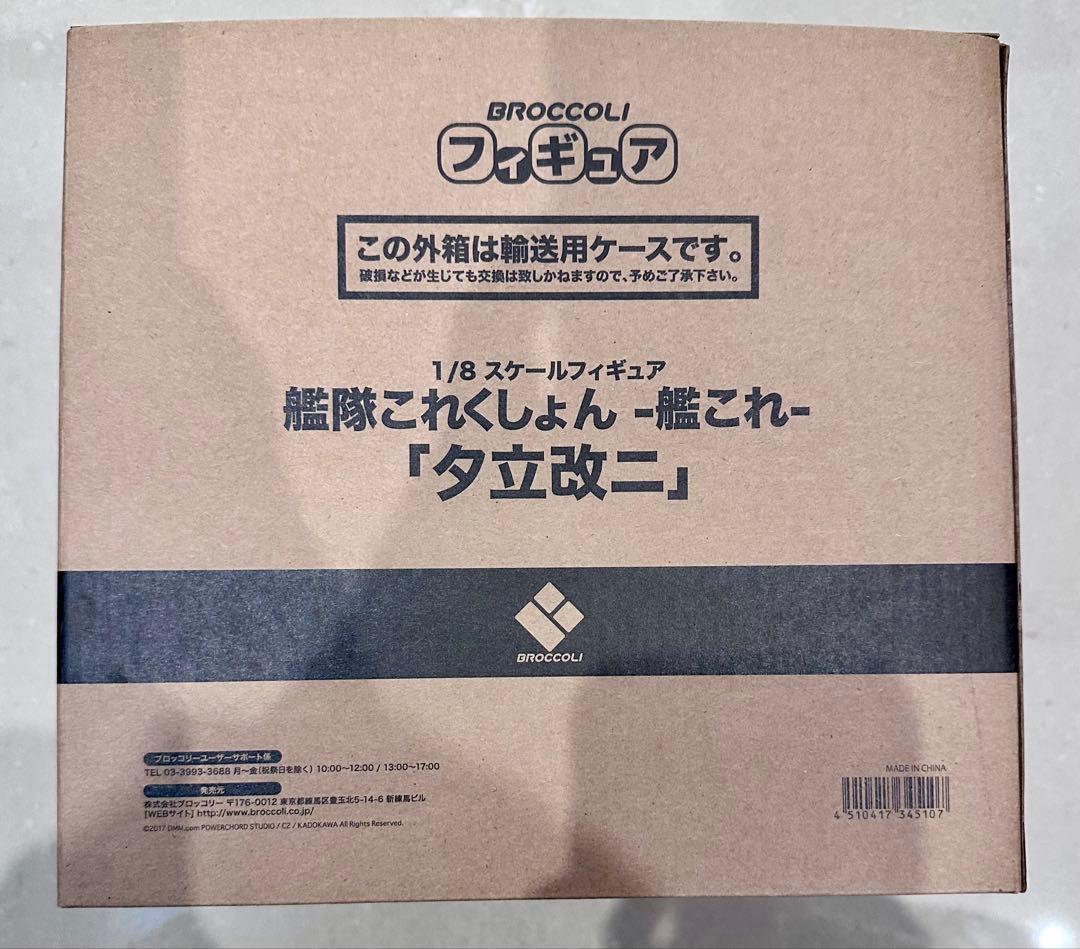 BROCCOLI
フィギュア
この外箱は輸送用ケースです。
破損などが生じても交換は致しかねますので、予めご了承下さい。
1/8 スケールフィギュア
艦隊これくしょん -艦これ-
「夕立改二」
BROCCOLI
ブロッコリーユーザーサポート係
TEL 03-3993-3688 月～金(祝祭日を除く) 10:00～12:00 / 13:00～17:00
発売元
株式会社ブロッコリー 〒176-0012 東京都練馬区豊玉北5-14-6 新練馬ビル
[WEBサイト] http://www.broccoli.co.jp/
©2017 DMM.com POWERCHORD STUDIO / C2 / KADOKAWA All Rights Reserved.
MADE IN CHINA
4 510417 345107